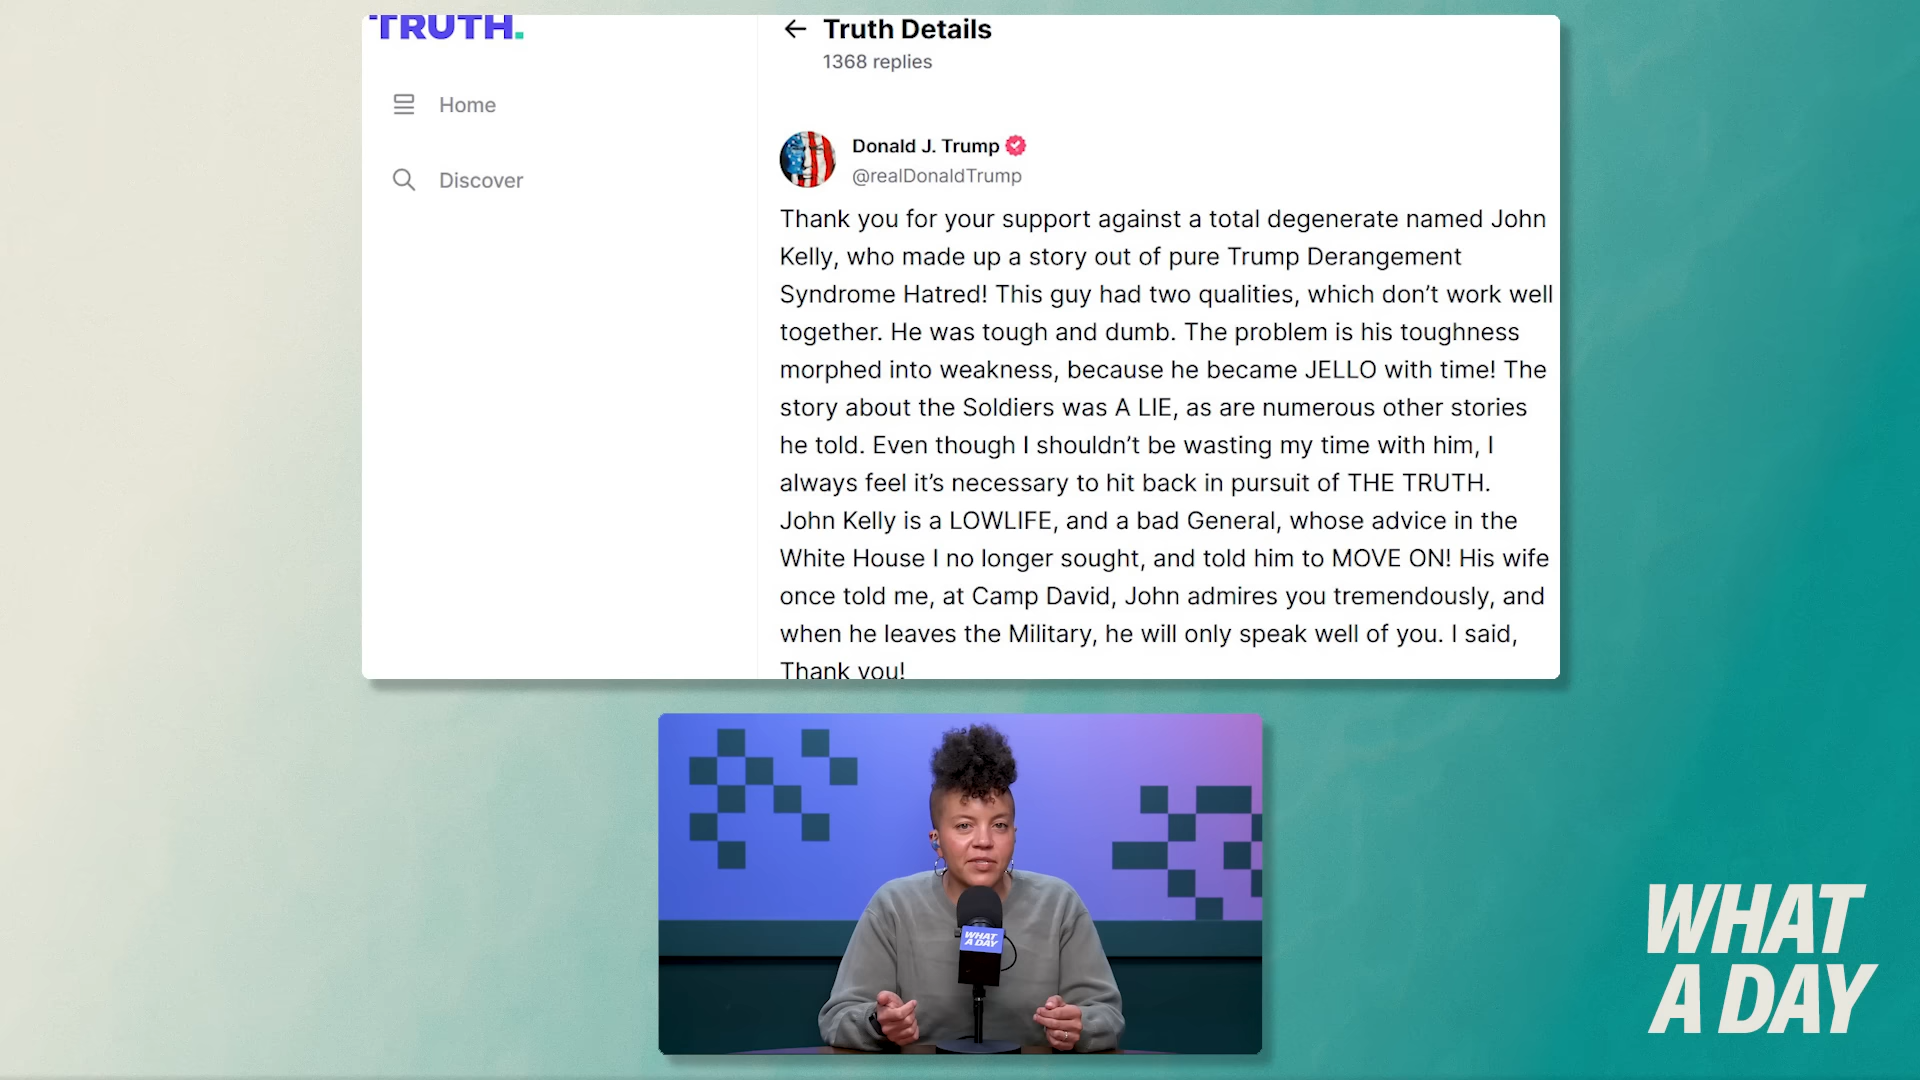 TRUTH.
Home
Discover
Truth Details
1368 replies
Donald J. Trump
@realDonaldTrump
Thank you for your support against a total degenerate named John
Kelly, who made up a story out of pure Trump Derangement
Syndrome Hatred! This guy had two qualities, which don’t work well
together. He was tough and dumb. The problem is his toughness
morphed into weakness, because he became JELLO with time! The
story about the Soldiers was A LIE, as are numerous other stories
he told. Even though I shouldn’t be wasting my time with him, I
always feel it’s necessary to hit back in pursuit of THE TRUTH.
John Kelly is a LOWLIFE, and a bad General, whose advice in the
White House I no longer sought, and told him to MOVE ON! His wife
once told me, at Camp David, John admires you tremendously, and
when he leaves the Military, he will only speak well of you. I said,
Thank you!
WHAT
A DAY
WHAT
A DAY